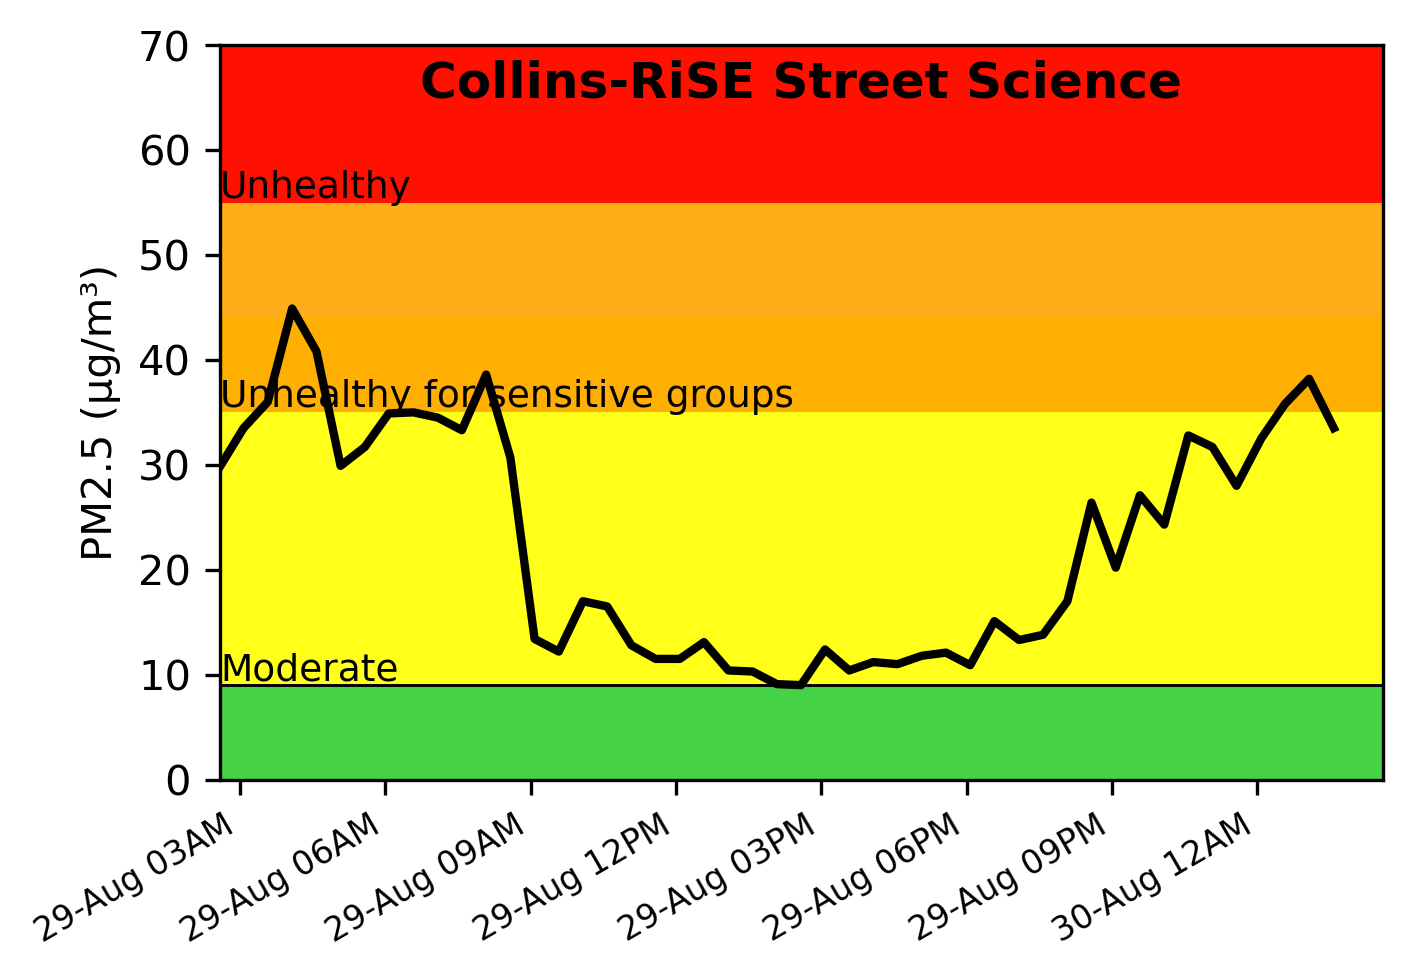 Collins-RiSE Street Science
70
60
50
40
30
20
10
0
PM2.5 (µg/m³)
Unhealthy
Unhealthy for sensitive groups
Moderate
29-Aug 03AM
29-Aug 06AM
29-Aug 09AM
29-Aug 12PM
29-Aug 03PM
29-Aug 06PM
29-Aug 09PM
30-Aug 12AM